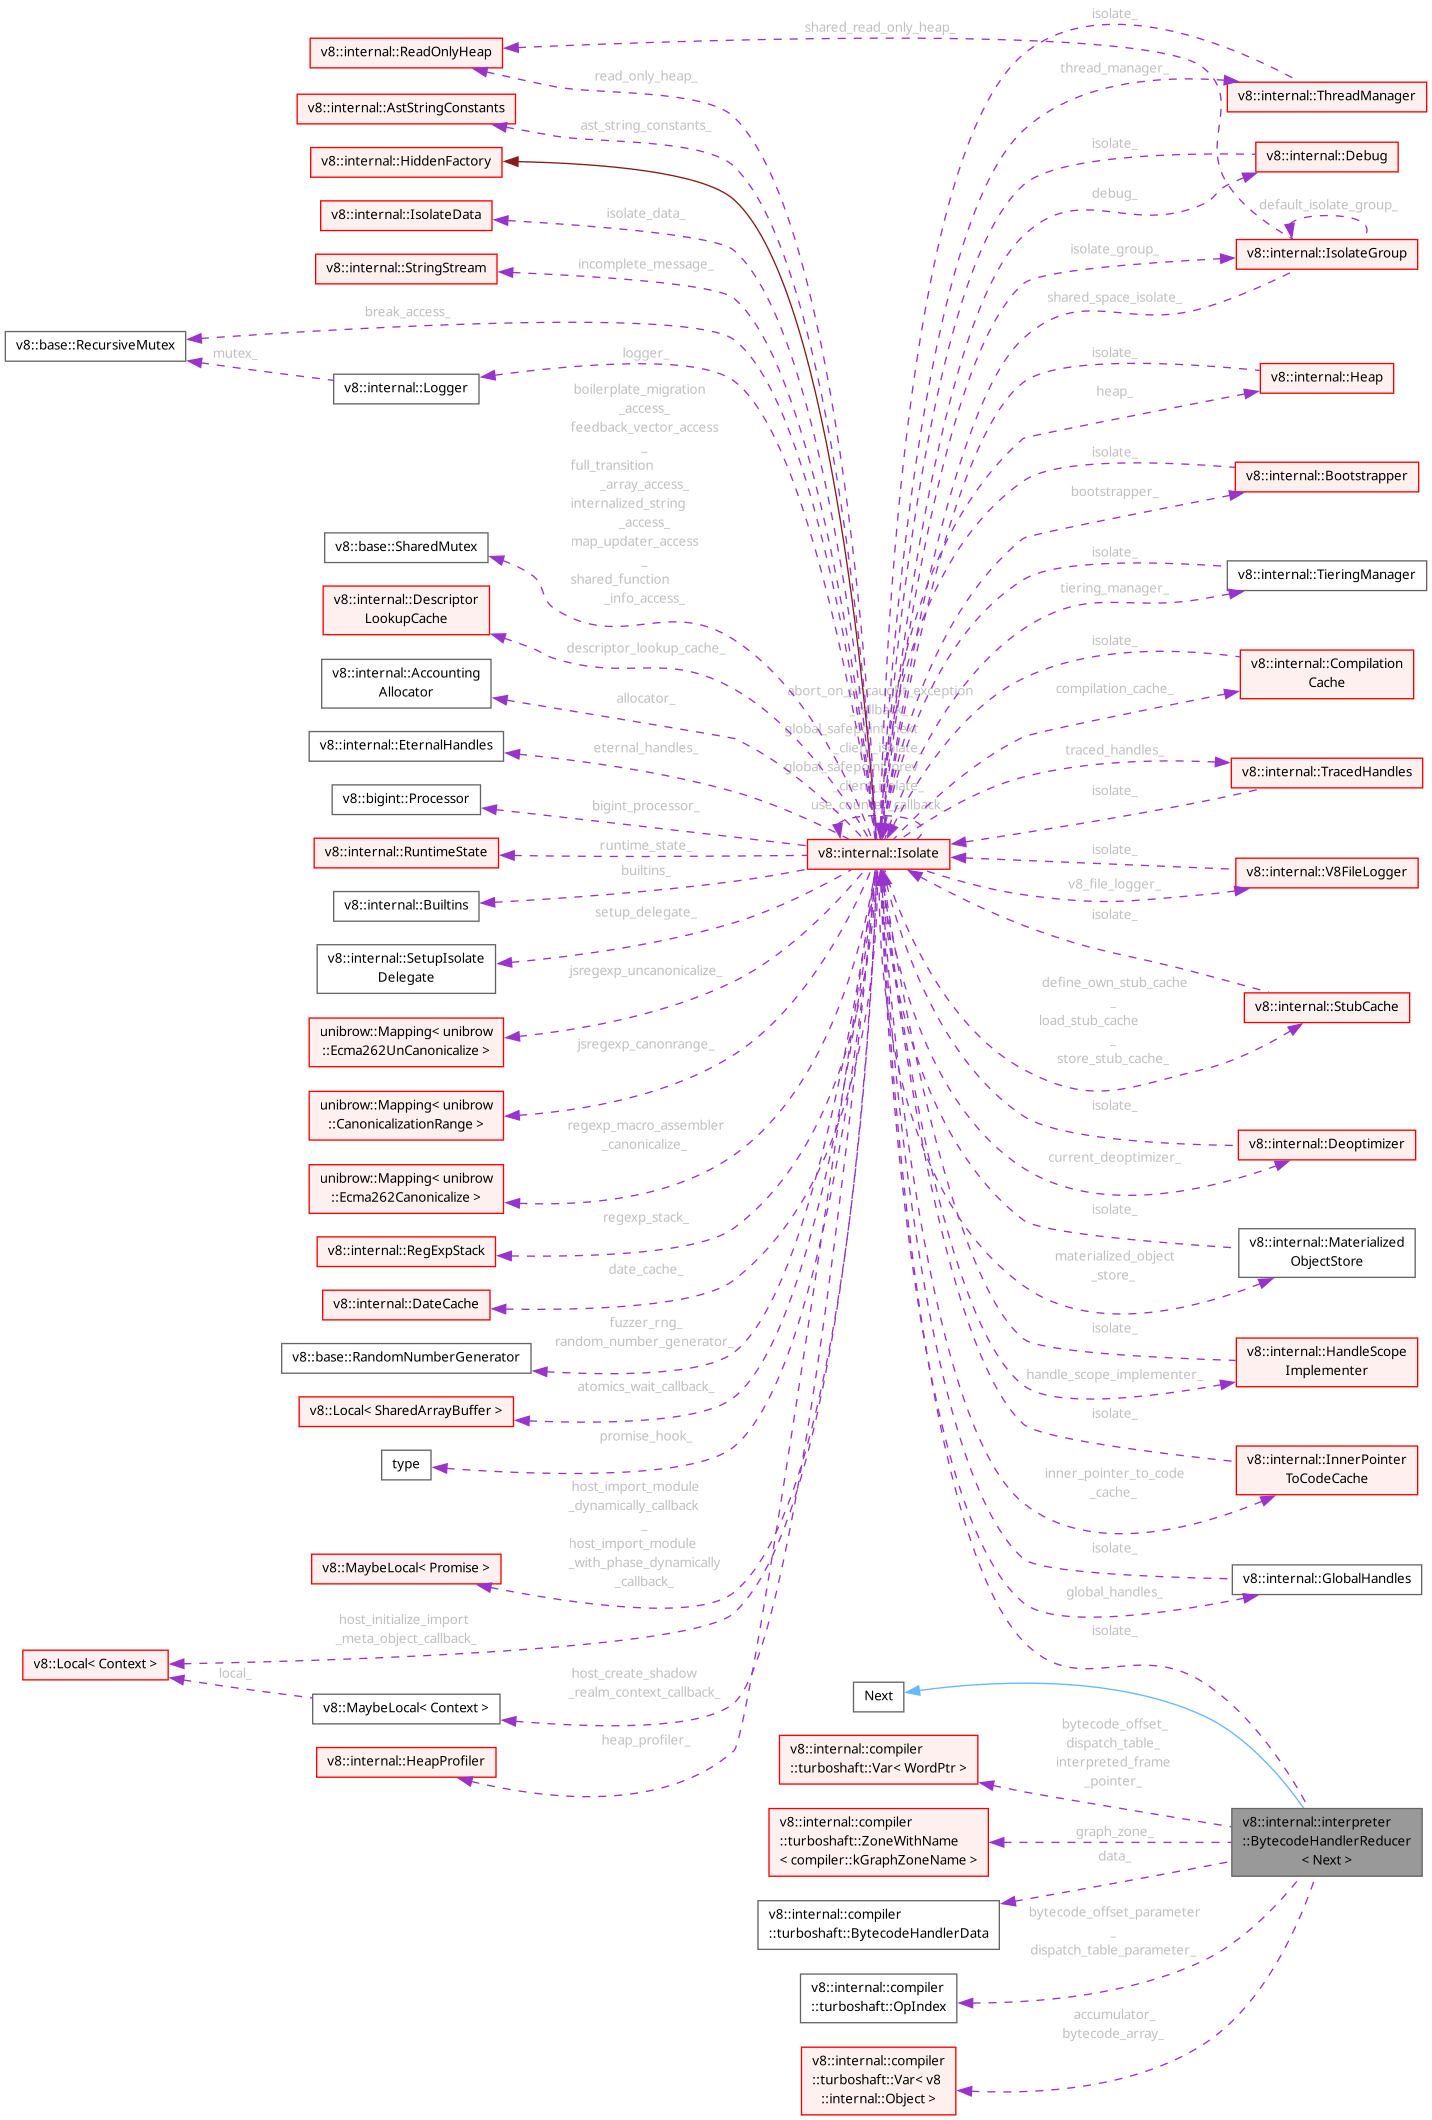 isolate_
shared_read_only_heap_
v8::internal::ReadOnlyHeap
read_only_heap_
thread_manager_
v8::internal::ThreadManager
v8::internal::AstStringConstants
ast_string_constants_
isolate_
v8::internal::Debug
v8::internal::HiddenFactory
debug_
default_isolate_group_
v8::internal::IsolateData
isolate_data_
isolate_group_
v8::internal::IsolateGroup
v8::internal::StringStream
incomplete_message_
shared_space_isolate_
break_access_
v8::base::RecursiveMutex
mutex_
logger_
isolate_
v8::internal::Heap
v8::internal::Logger
heap_
boilerplate_migration
_access_
feedback_vector_access
_
full_transition
_array_access_
internalized_string
_access_
map_updater_access
_
shared_function
_info_access_
isolate_
v8::internal::Bootstrapper
bootstrapper_
v8::base::SharedMutex
isolate_
v8::internal::TieringManager
tiering_manager_
v8::internal::Descriptor
LookupCache
descriptor_lookup_cache_
isolate_
v8::internal::Compilation
Cache
compilation_cache_
v8::internal::Accounting
Allocator
allocator_
abort_on_uncaught_exception
_callback_
global_safepoint_next
_client_isolate_
global_safepoint_prev
_client_isolate_
use_counter_callback_
v8::internal::EternalHandles
eternal_handles_
traced_handles_
v8::internal::TracedHandles
isolate_
v8::bigint::Processor
bigint_processor_
v8::internal::RuntimeState
runtime_state_
v8::internal::Isolate
isolate_
v8::internal::V8FileLogger
v8_file_logger_
v8::internal::Builtins
builtins_
isolate_
v8::internal::SetupIsolate
Delegate
setup_delegate_
define_own_stub_cache
_
load_stub_cache
_
store_stub_cache_
v8::internal::StubCache
unibrow::Mapping< unibrow
::Ecma262UnCanonicalize >
jsregexp_uncanonicalize_
unibrow::Mapping< unibrow
::CanonicalizationRange >
jsregexp_canonrange_
isolate_
v8::internal::Deoptimizer
current_deoptimizer_
unibrow::Mapping< unibrow
::Ecma262Canonicalize >
regexp_macro_assembler
_canonicalize_
isolate_
v8::internal::Materialized
ObjectStore
materialized_object
_store_
v8::internal::RegExpStack
regexp_stack_
v8::internal::DateCache
date_cache_
isolate_
v8::internal::HandleScope
Implementer
handle_scope_implementer_
v8::base::RandomNumberGenerator
fuzzer_rng_
random_number_generator_
v8::Local< SharedArrayBuffer >
atomics_wait_callback_
isolate_
v8::internal::InnerPointer
ToCodeCache
inner_pointer_to_code
_cache_
type
promise_hook_
v8::MaybeLocal< Promise >
host_import_module
_dynamically_callback
_
host_import_module
_with_phase_dynamically
_callback_
isolate_
v8::internal::GlobalHandles
global_handles_
host_initialize_import
_meta_object_callback_
v8::Local< Context >
local_
isolate_
v8::MaybeLocal< Context >
host_create_shadow
_realm_context_callback_
v8::internal::HeapProfiler
heap_profiler_
Next
v8::internal::compiler
::turboshaft::Var< WordPtr >
bytecode_offset_
dispatch_table_
interpreted_frame
_pointer_
v8::internal::interpreter
::BytecodeHandlerReducer
< Next >
v8::internal::compiler
::turboshaft::ZoneWithName
< compiler::kGraphZoneName >
graph_zone_
data_
v8::internal::compiler
::turboshaft::BytecodeHandlerData
bytecode_offset_parameter
_
dispatch_table_parameter_
v8::internal::compiler
::turboshaft::OpIndex
accumulator_
bytecode_array_
v8::internal::compiler
::turboshaft::Var< v8
::internal::Object >